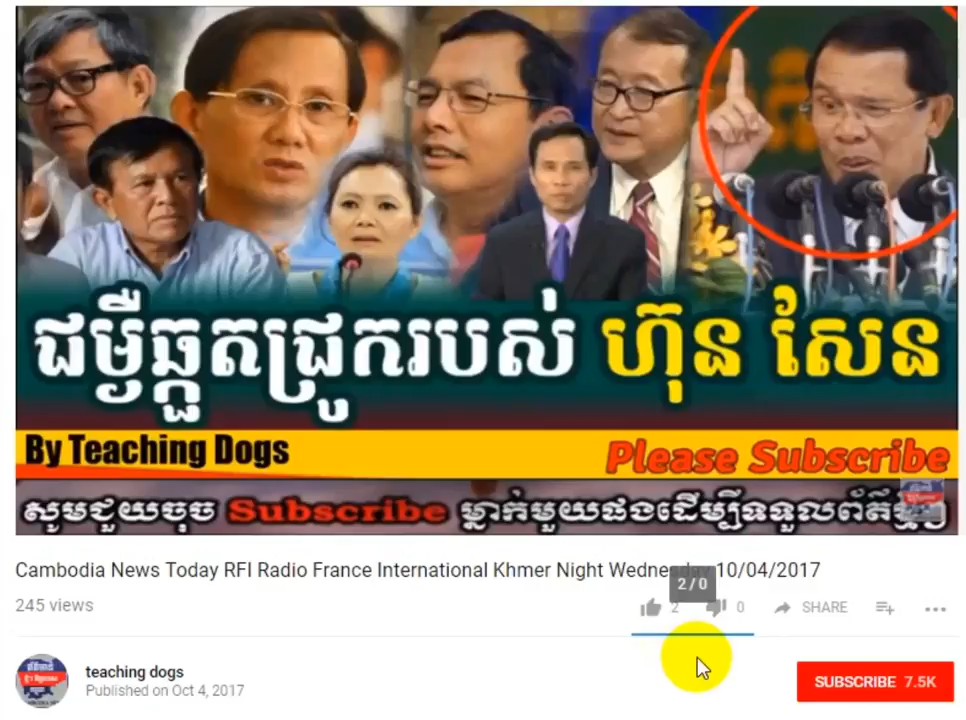 ជម្ងឺឆ្កួតជ្រូករបស់ ហ៊ុន សែន
By Teaching Dogs
Please Subscribe
សូមជួយចុច Subscribe ម្នាក់មួយផងដើម្បីទទួលព័ត៌
Cambodia News Today RFI Radio France International Khmer Night Wednesday 10/04/2017
2/0
245 views
2 0 SHARE
teaching dogs
Published on Oct 4, 2017
SUBSCRIBE 7.5K